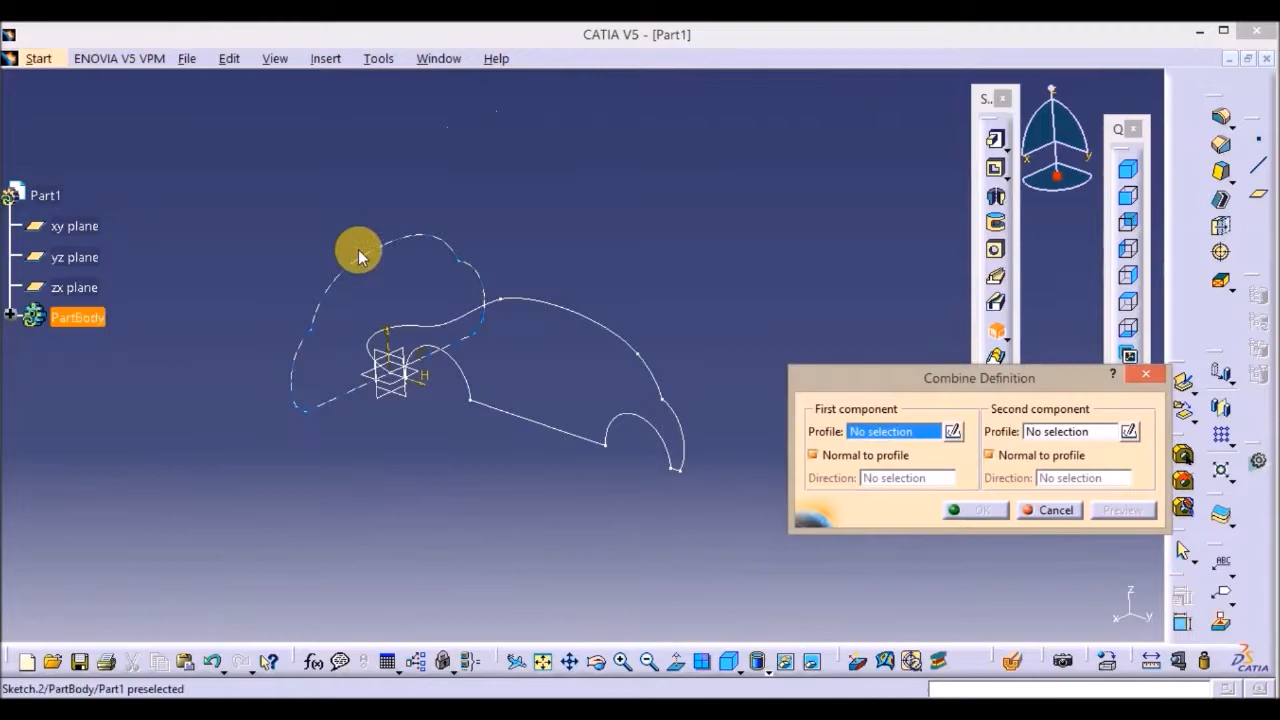 CATIA V5 - [Part1]
Start ENOVIA V5 VPM File Edit View Insert Tools Window Help
S..
Q
z
x y
Part1
xy plane
yz plane
zx plane
PartBody
H
Combine Definition ?
First component Second component
Profile: No selection Profile: No selection
Normal to profile Normal to profile
Direction: No selection Direction: No selection
OK Cancel Preview
ABC
z
x y
f(x)
CATIA
Sketch.2/PartBody/Part1 preselected